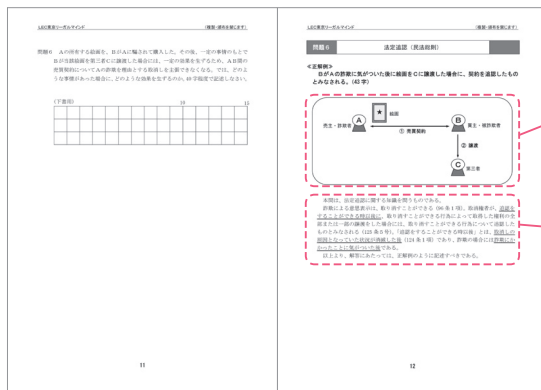 LEC東京リーガルマインド
(複製・頒布を禁じます)
問題6 Aの所有する絵画を、BがAに騙されて購入した。その後、一定の事情のもとで
Bが当該絵画を第三者Cに譲渡した場合には、一定の効果を生ずるため、AB間の
売買契約についてAの詐欺を理由とする取消しを主張できなくなる。では、どのよ
うな事情があった場合に、どのような効果を生ずるのか、40字程度で記述しなさい。
(下書用)
10
15
11
LEC東京リーガルマインド
(複製・頒布を禁じます)
問題6
法定追認(民法総則)
≪正解例≫
BがAの詐欺に気がついた後に絵画をCに譲渡した場合に、契約を追認したもの
とみなされる。(43字)
絵画
売主・詐欺者
A
B
買主・被詐欺者
① 売買契約
② 譲渡
C
第三者
本問は、法定追認に関する知識を問うものである。
詐欺による意思表示は、取り消すことができる(96条1項)。取消権者が、追認を
することができる時以後に、取り消すことができる行為によって取得した権利の全
部または一部の譲渡をした場合には、取り消すことができる行為について追認した
ものとみなされる(125条5号)。「追認をすることができる時以後」とは、取消しの
原因となっていた状況が消滅した後(124条1項)であり、詐欺の場合には詐欺にか
かったことに気がついた後である。
以上より、解答にあたっては、正解例のように記述すべきである。
12